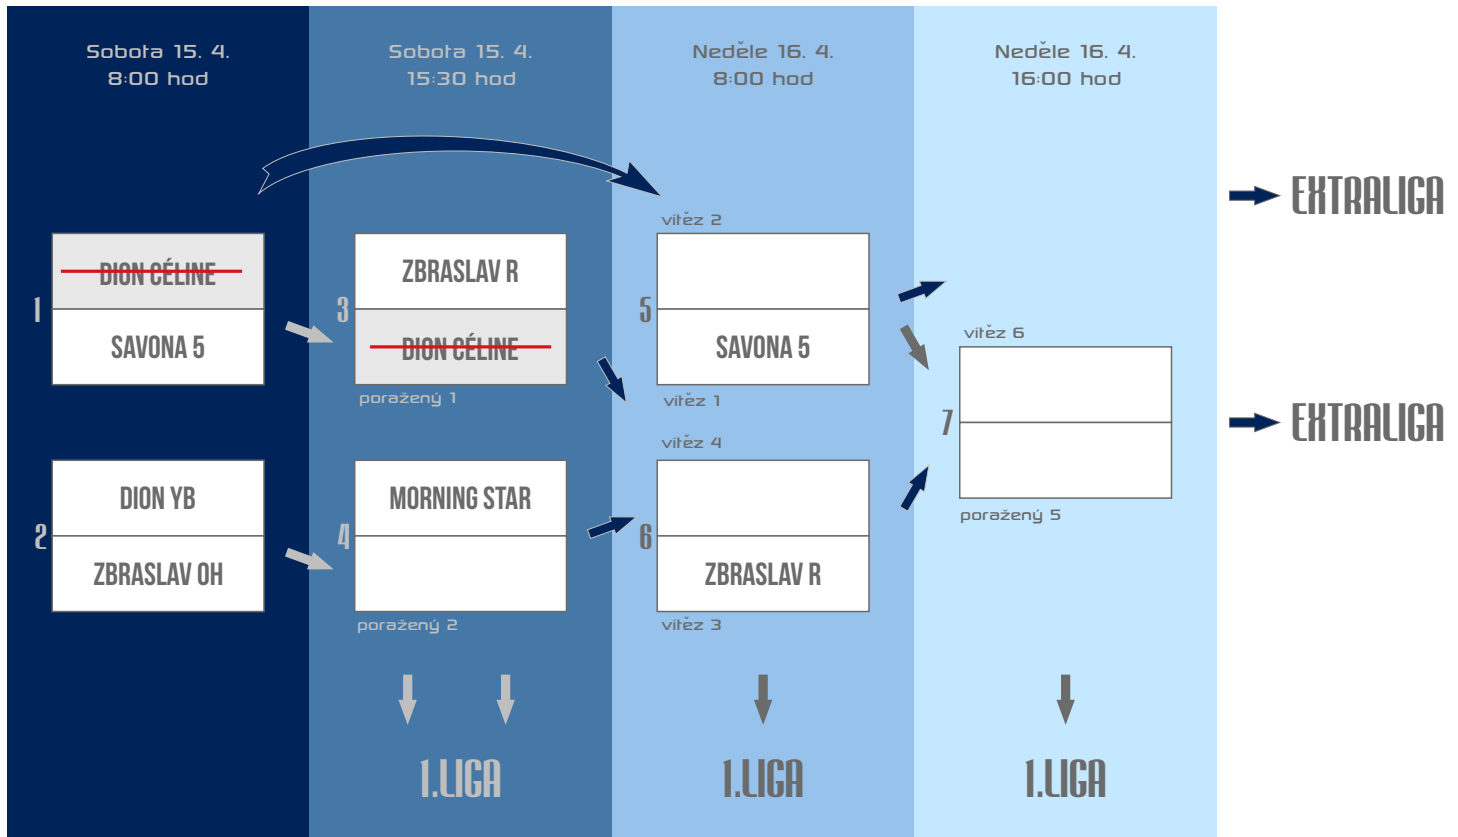 Sobota 15. 4.
8:00 hod
Sobota 15. 4.
15:30 hod
Neděle 16. 4.
8:00 hod
Neděle 16. 4.
16:00 hod
1
DION CÉLINE
SAVONA 5
2
DION YB
ZBRASLAV OH
3
ZBRASLAV R
DION CÉLINE
poražený 1
4
MORNING STAR
poražený 2
1.LIGA
vítěz 2
5
SAVONA 5
vítěz 1
vítěz 4
6
ZBRASLAV R
vítěz 3
1.LIGA
vítěz 6
7
poražený 5
1.LIGA
EXTRALIGA
EXTRALIGA